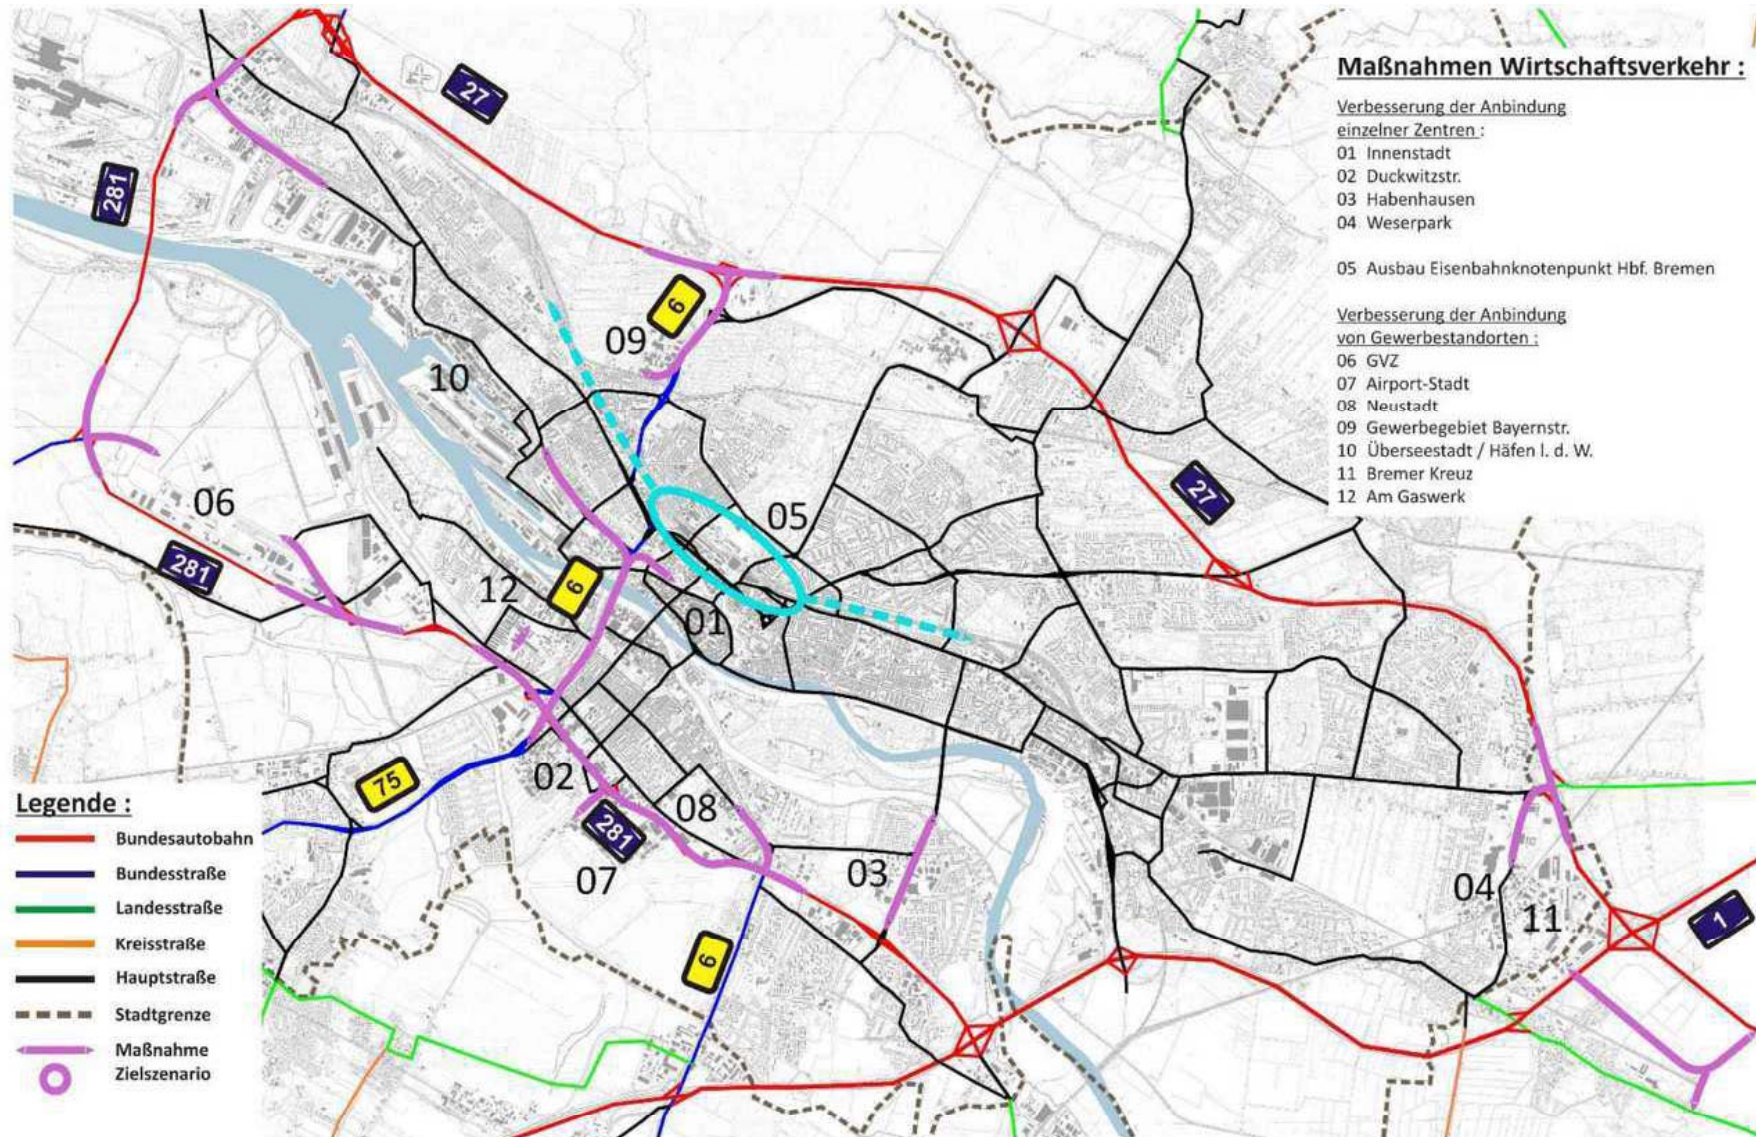 Maßnahmen Wirtschaftsverkehr :
Verbesserung der Anbindung
einzelner Zentren :
01 Innenstadt
02 Duckwitzstr.
03 Habenhausen
04 Weserpark
05 Ausbau Eisenbahnknotenpunkt Hbf. Bremen
Verbesserung der Anbindung
von Gewerbestandorten :
06 GVZ
07 Airport-Stadt
08 Neustadt
09 Gewerbegebiet Bayernstr.
10 Überseestadt / Häfen l. d. W.
11 Bremer Kreuz
12 Am Gaswerk
27
281
6
09
10
27
05
06
281
12
6
01
75
02
08
281
07
03
04
11
1
6
Legende :
Bundesautobahn
Bundesstraße
Landesstraße
Kreisstraße
Hauptstraße
Stadtgrenze
Maßnahme
Zielszenario